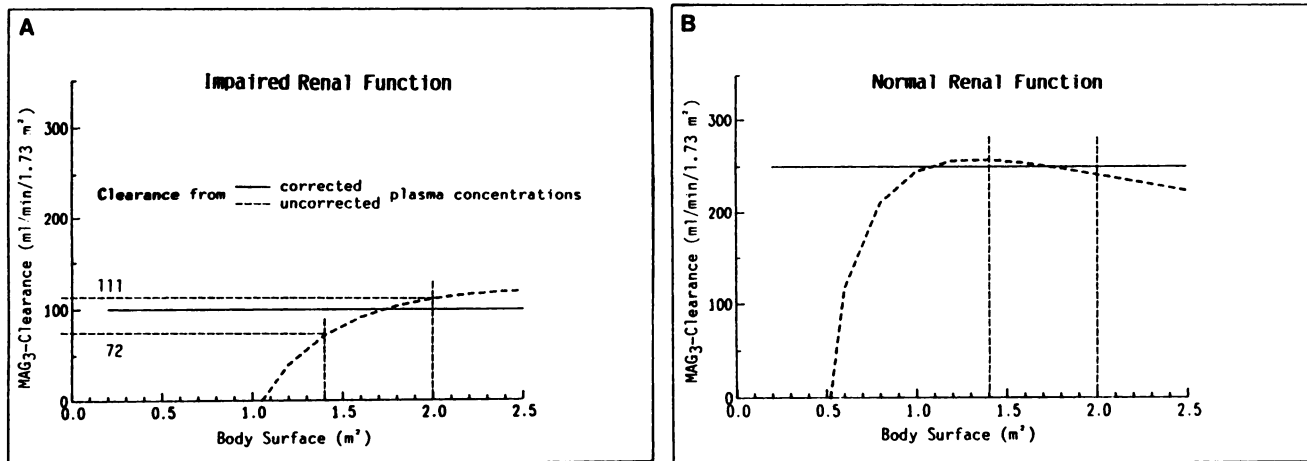 A
Impaired Renal Function
MAG₃-Clearance (ml/min/1.73 m²)
300
200
100
0
Clearance from
corrected
uncorrected
plasma concentrations
111
72
0.0 0.5 1.0 1.5 2.0 2.5
Body Surface (m²)
B
Normal Renal Function
MAG₃-Clearance (ml/min/1.73 m²)
300
200
100
0
0.0 0.5 1.0 1.5 2.0 2.5
Body Surface (m²)